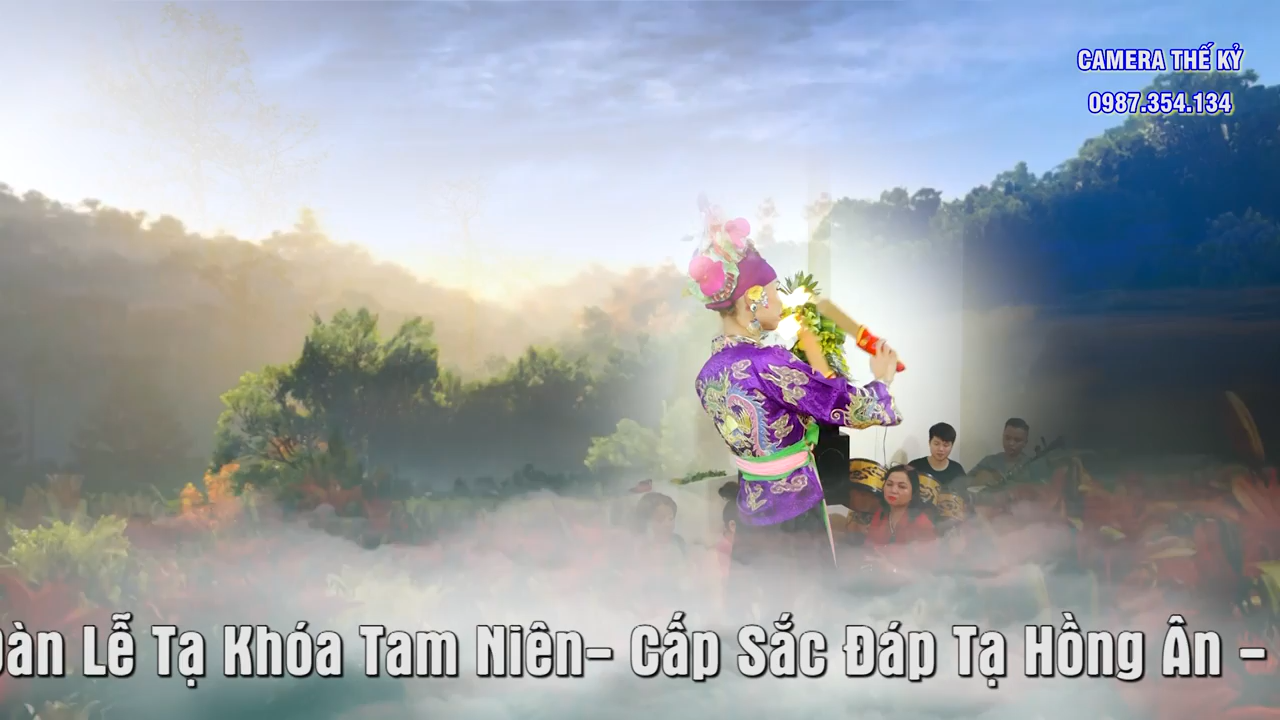 CAMERA THẾ KỶ
0987.354.134
Lễ Tạ Khóa Tam Niên- Cấp Sắc Đáp Tạ Hồng Ân -